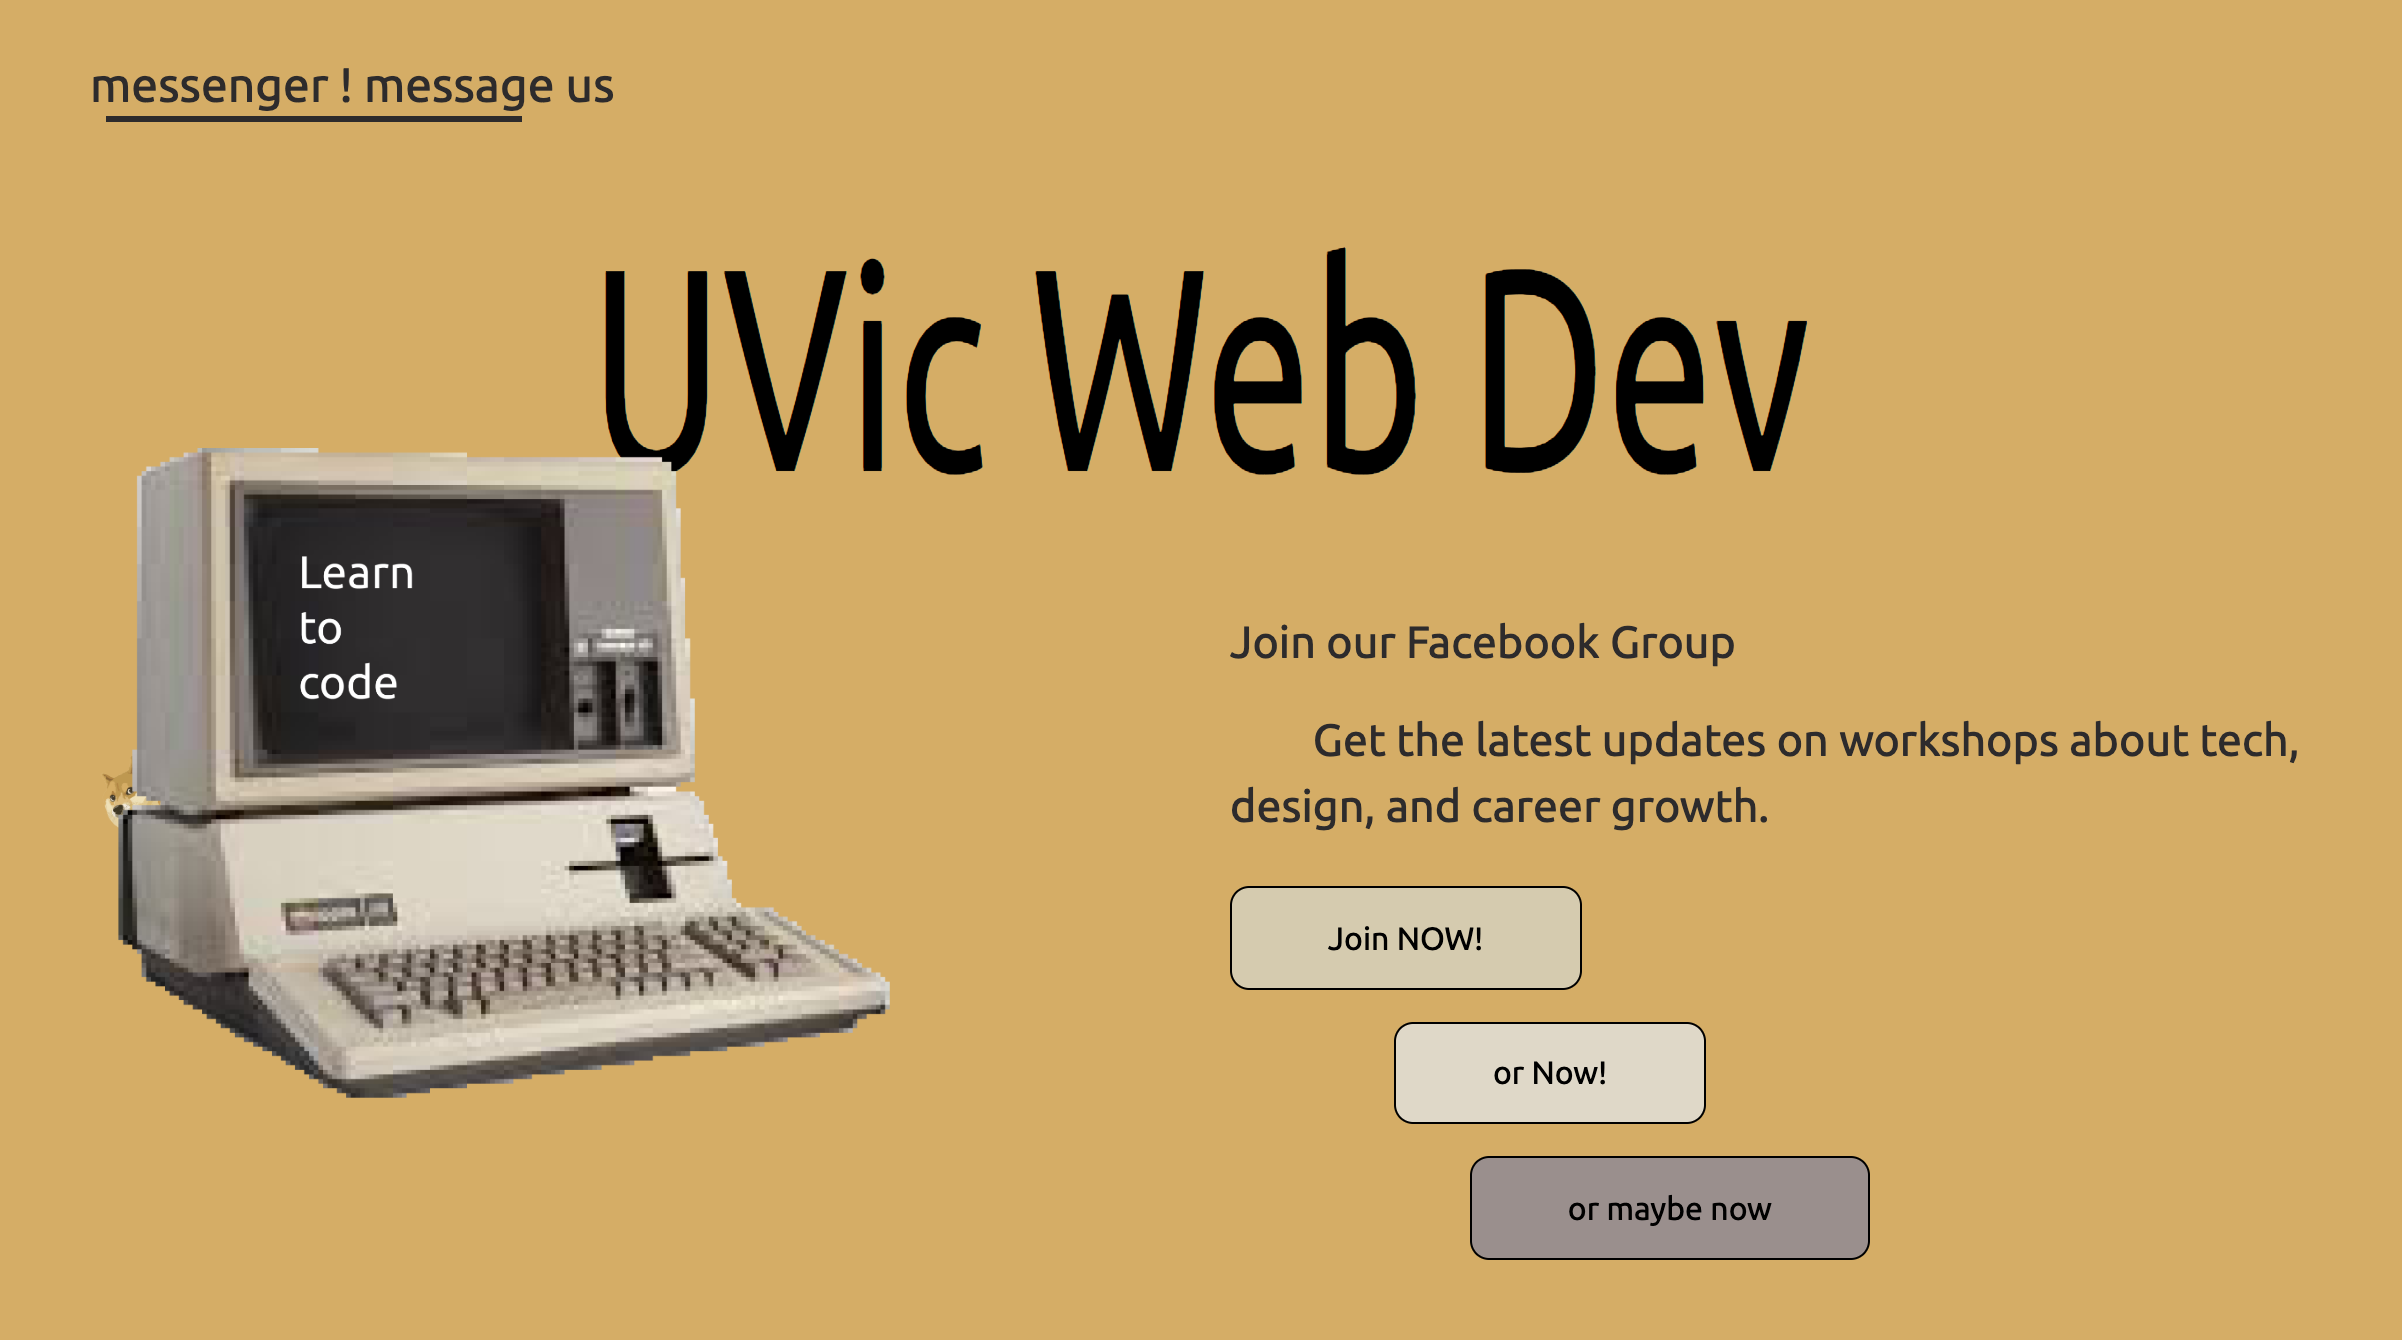 messenger ! message us
UVic Web Dev
Learn
to
code
Join our Facebook Group
Get the latest updates on workshops about tech,
design, and career growth.
Join NOW!
or Now!
or maybe now